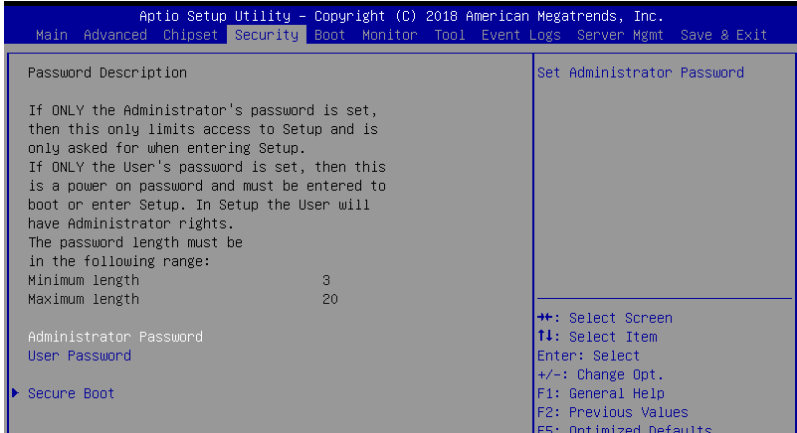 Aptio Setup Utility – Copyright (C) 2018 American Megatrends, Inc.
Main Advanced Chipset Security Boot Monitor Tool Event Logs Server Mgmt Save & Exit
Password Description
If ONLY the Administrator's password is set,
then this only limits access to Setup and is
only asked for when entering Setup.
If ONLY the User's password is set, then this
is a power on password and must be entered to
boot or enter Setup. In Setup the User will
have Administrator rights.
The password length must be
in the following range:
Minimum length 3
Maximum length 20
Administrator Password
User Password
Secure Boot
Set Administrator Password
→←: Select Screen
↑↓: Select Item
Enter: Select
+/-: Change Opt.
F1: General Help
F2: Previous Values
F5: Optimized Defaults